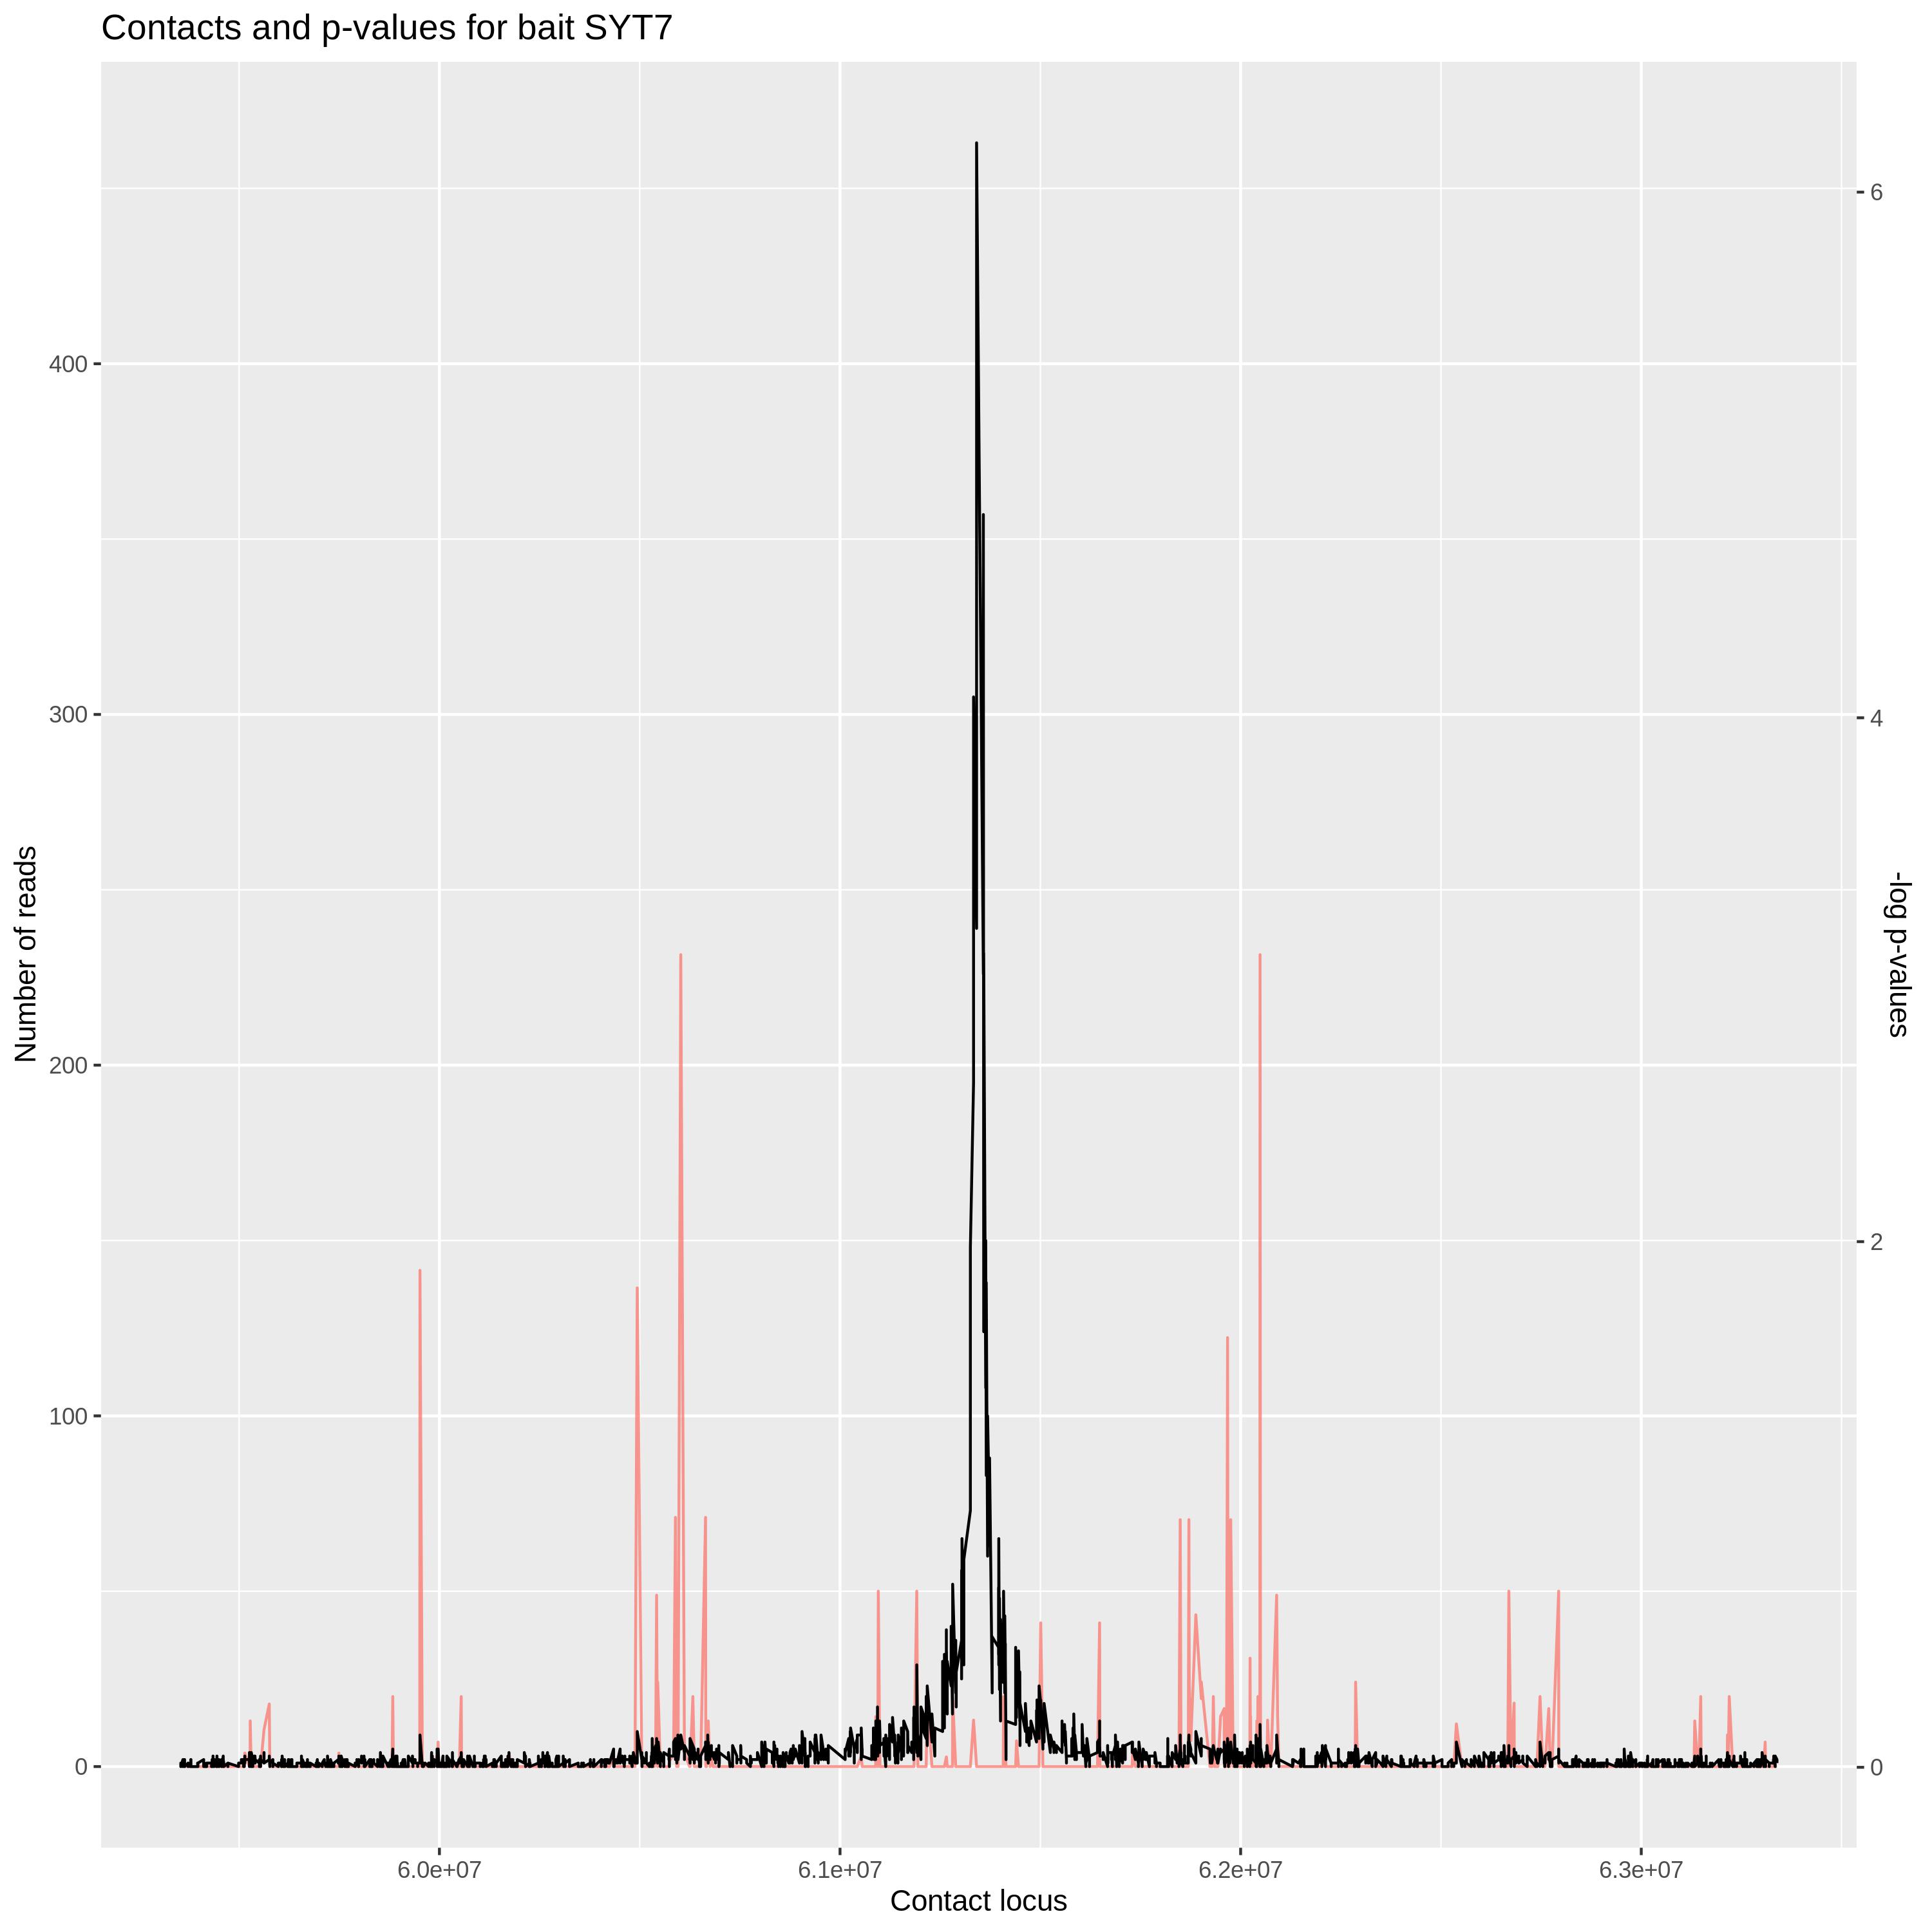 Contacts and p-values for bait SYT7
Number of reads
400
300
200
100
0
6
4
2
0
-log p-values
6.0e+07 6.1e+07 6.2e+07 6.3e+07
Contact locus